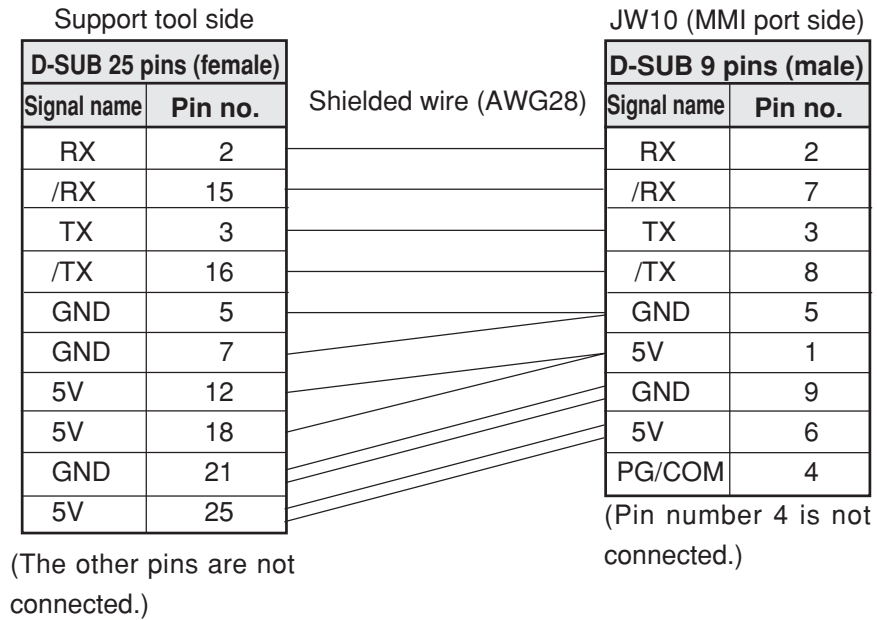 Support tool side
D-SUB 25 pins (female)
Signal name Pin no.
RX 2
/RX 15
TX 3
/TX 16
GND 5
GND 7
5V 12
5V 18
GND 21
5V 25
(The other pins are not
connected.)
Shielded wire (AWG28)
JW10 (MMI port side)
D-SUB 9 pins (male)
Signal name Pin no.
RX 2
/RX 7
TX 3
/TX 8
GND 5
5V 1
GND 9
5V 6
PG/COM 4
(Pin number 4 is not
connected.)